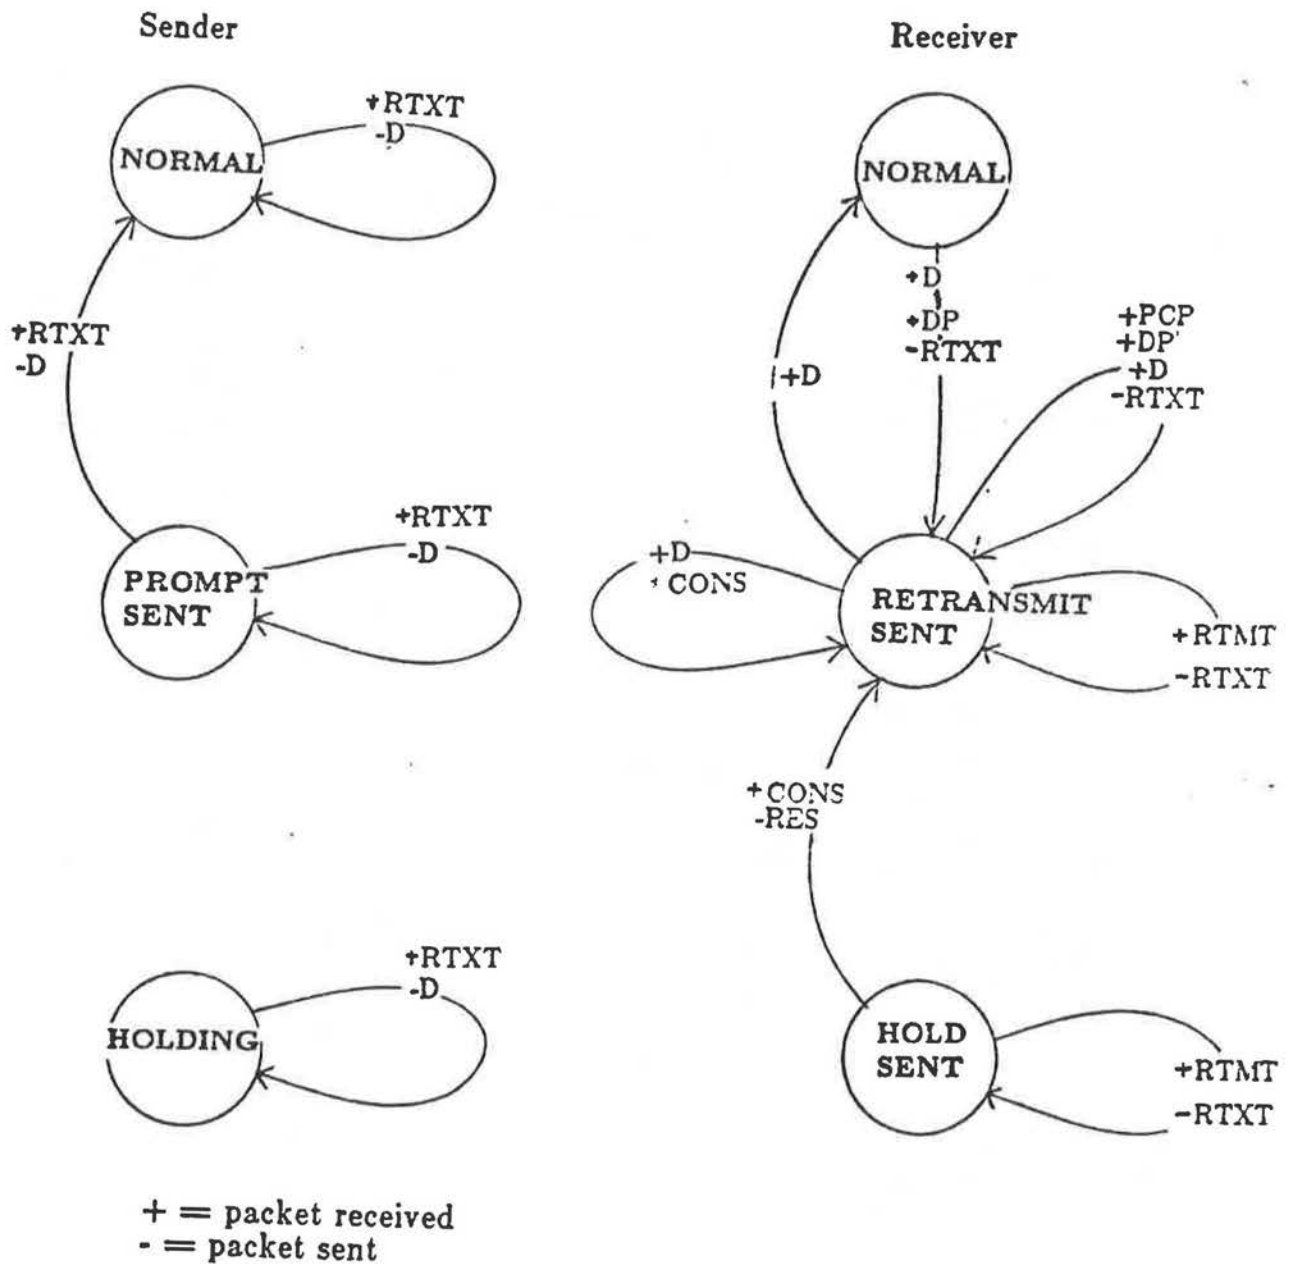 Sender
Receiver
+RTXT
-D
NORMAL
NORMAL
+RTXT
-D
+D
+D
+DP
-RTXT
+PCP
+DP
+D
-RTXT
+RTXT
-D
PROMPT
SENT
+D
+ CONS
RETRANSMIT
SENT
+RTMT
-RTXT
+ CONS
-RES
+RTXT
-D
HOLDING
HOLD
SENT
+RTMT
-RTXT
+ = packet received
- = packet sent